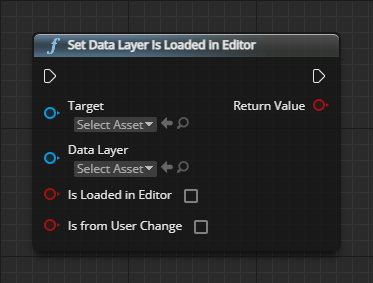 f Set Data Layer Is Loaded in Editor
Target
Return Value
Select Asset
Data Layer
Select Asset
Is Loaded in Editor
Is from User Change